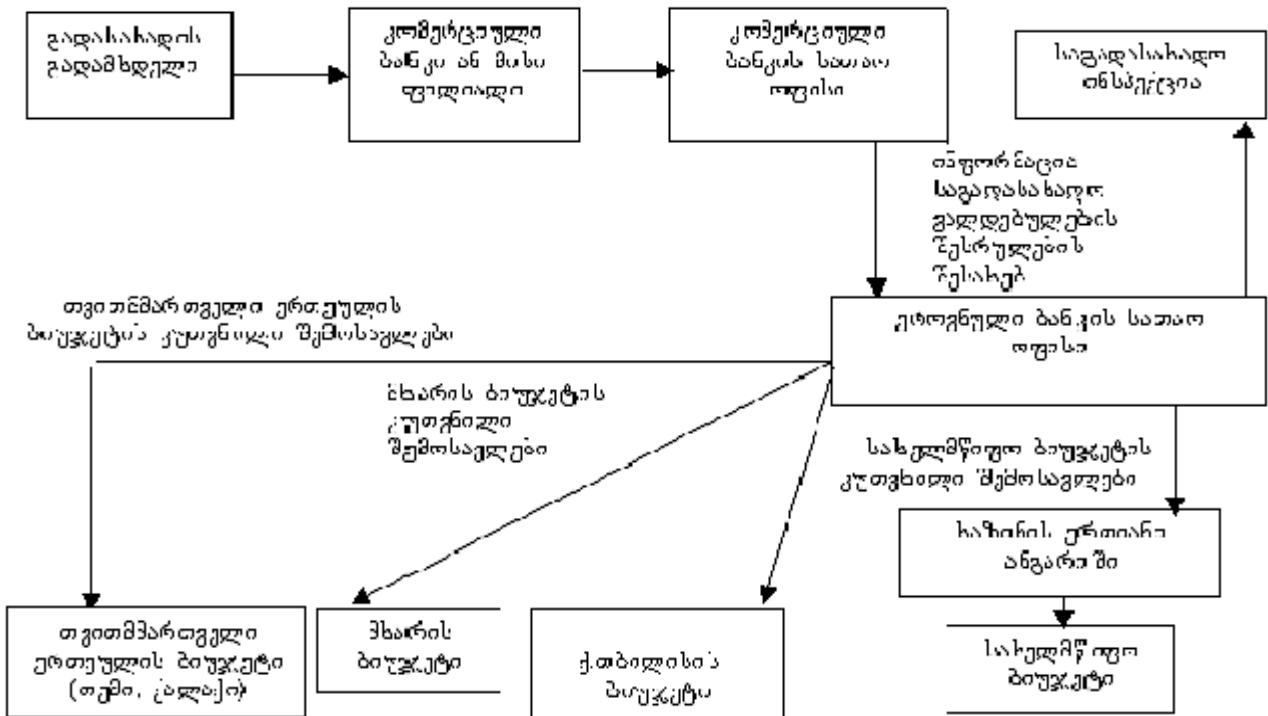 გადასახადის
გადამხდელი
კომერციული
ბანკი ან მისი
ფილიალი
კომერციული
ბანკის სათაო
ოფისი
საგადასახადო
ინსპექცია
ინფორმაცია
საგადასახადო
ვალდებულების
შესრულების
შესახებ
თვითმმართველი ერთეულის
ბიუჯეტის კუთვნილი შემოსავლები
ეროვნული ბანკის სათაო
ოფისი
მხარის ბიუჯეტის
კუთვნილი
შემოსავლები
სახელმწიფო ბიუჯეტის
კუთვნილი შემოსავლები
ხაზინის ერთიანი
ანგარიში
თვითმმართველი
ერთეულის ბიუჯეტი
(თემი, ქალაქი)
მხარის
ბიუჯეტი
ქ.თბილისის
ბიუჯეტი
სახელმწიფო
ბიუჯეტი